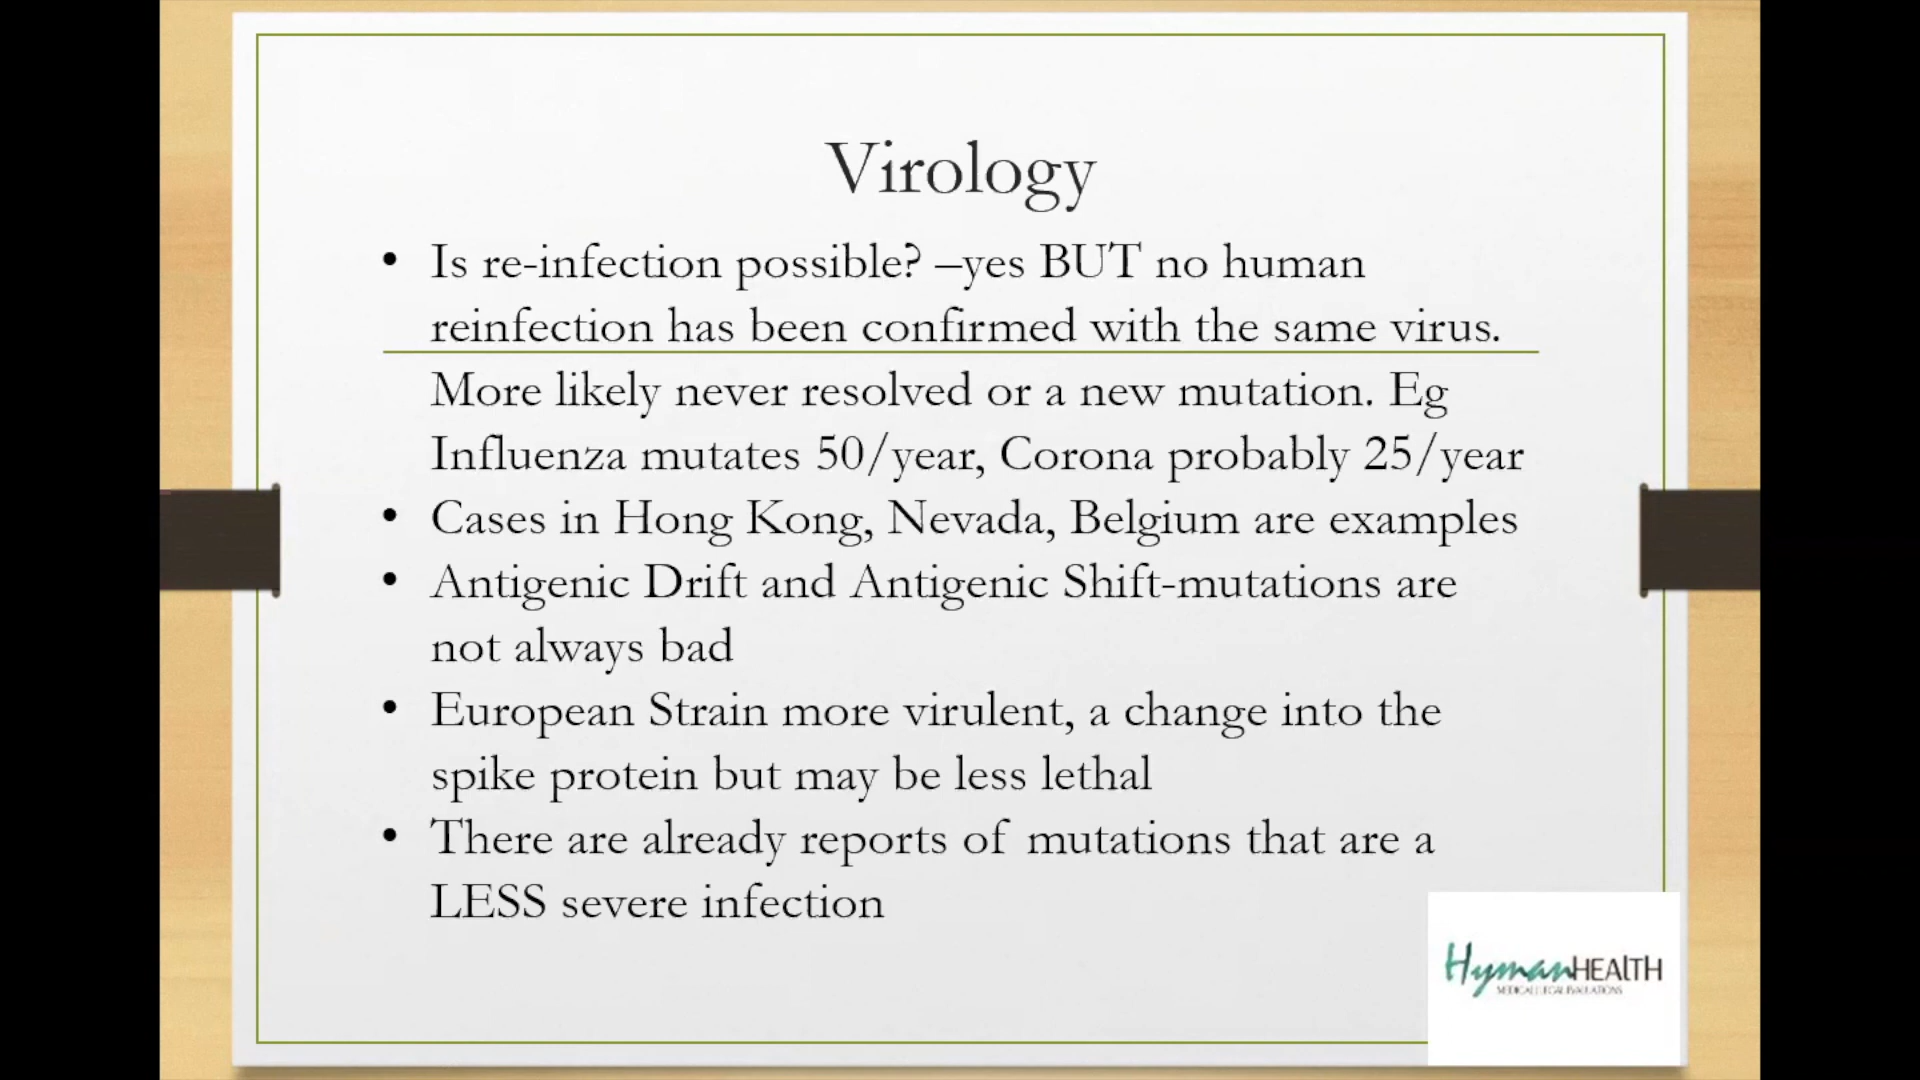 Virology
• Is re-infection possible? –yes BUT no human
reinfection has been confirmed with the same virus.
More likely never resolved or a new mutation. Eg
Influenza mutates 50/year, Corona probably 25/year
• Cases in Hong Kong, Nevada, Belgium are examples
• Antigenic Drift and Antigenic Shift-mutations are
not always bad
• European Strain more virulent, a change into the
spike protein but may be less lethal
• There are already reports of mutations that are a
LESS severe infection
HymanHEALTH
MEDICAL LEGAL EVALUATIONS